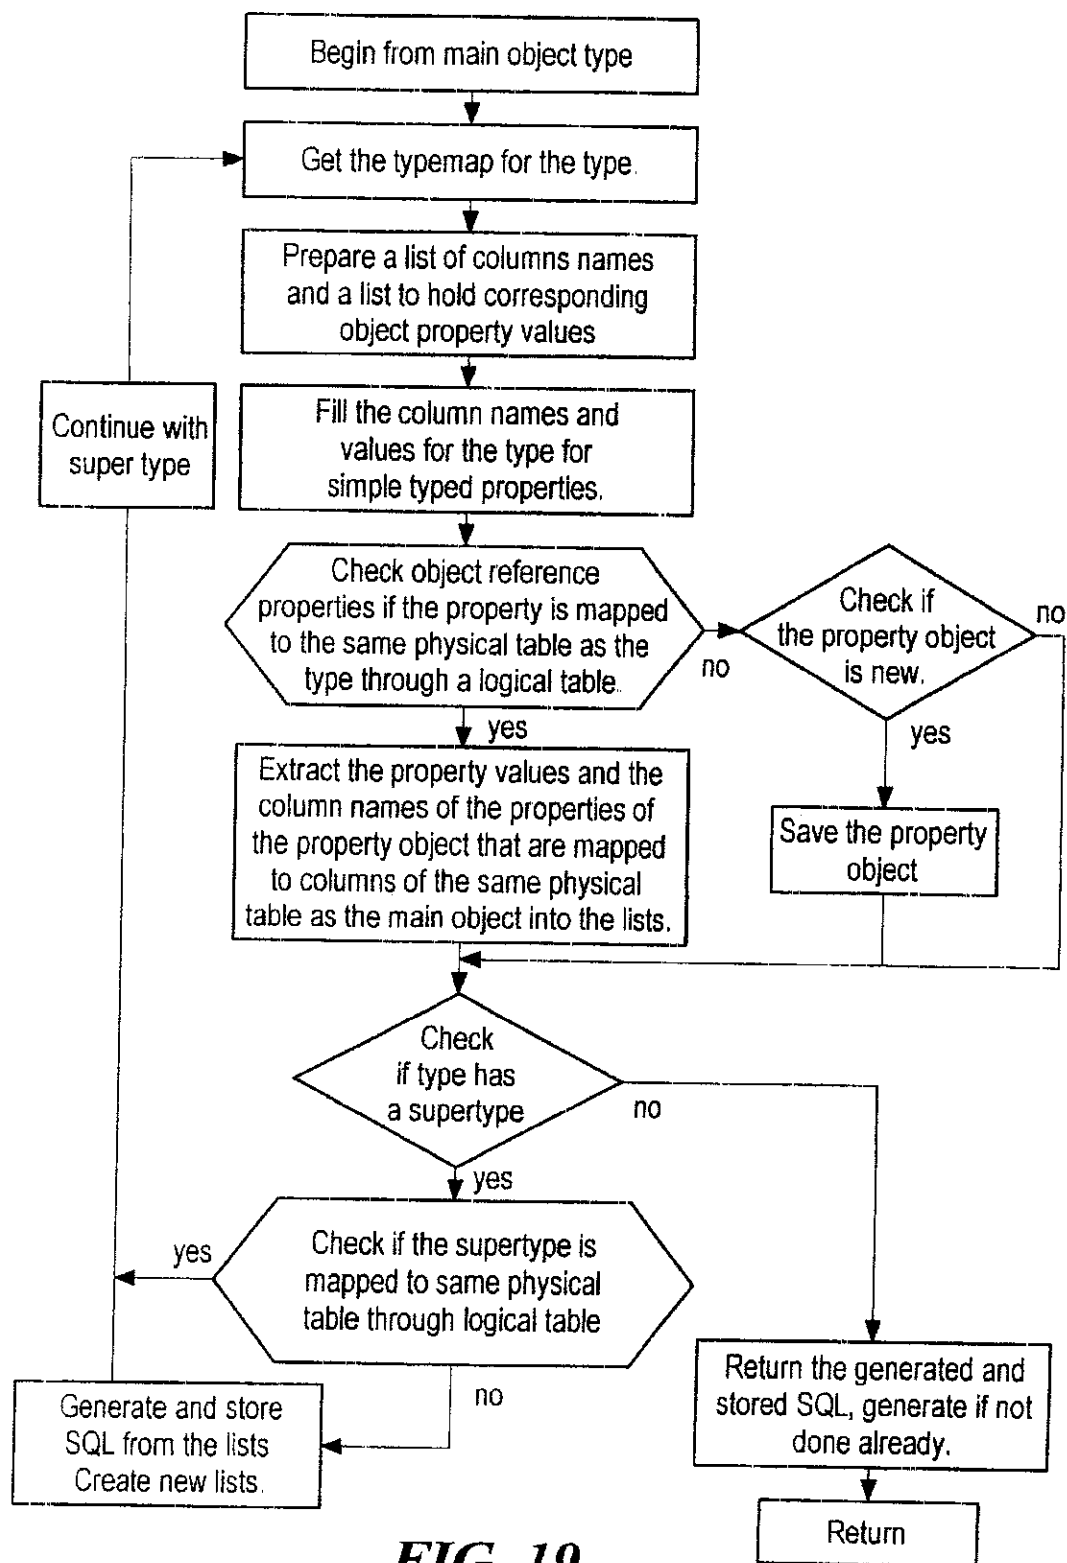 Begin from main object type
Get the typemap for the type.
Prepare a list of columns names
and a list to hold corresponding
object property values
Continue with
super type
Fill the column names and
values for the type for
simple typed properties.
Check object reference
properties if the property is mapped
to the same physical table as the
type through a logical table.
no
Check if
the property object
is new.
no
yes
yes
Extract the property values and the
column names of the properties of
the property object that are mapped
to columns of the same physical
table as the main object into the lists.
Save the property
object
Check
if type has
a supertype
no
yes
Check if the supertype is
mapped to same physical
table through logical table
yes
no
Generate and store
SQL from the lists
Create new lists.
Return the generated and
stored SQL, generate if not
done already.
Return
FIG. 19